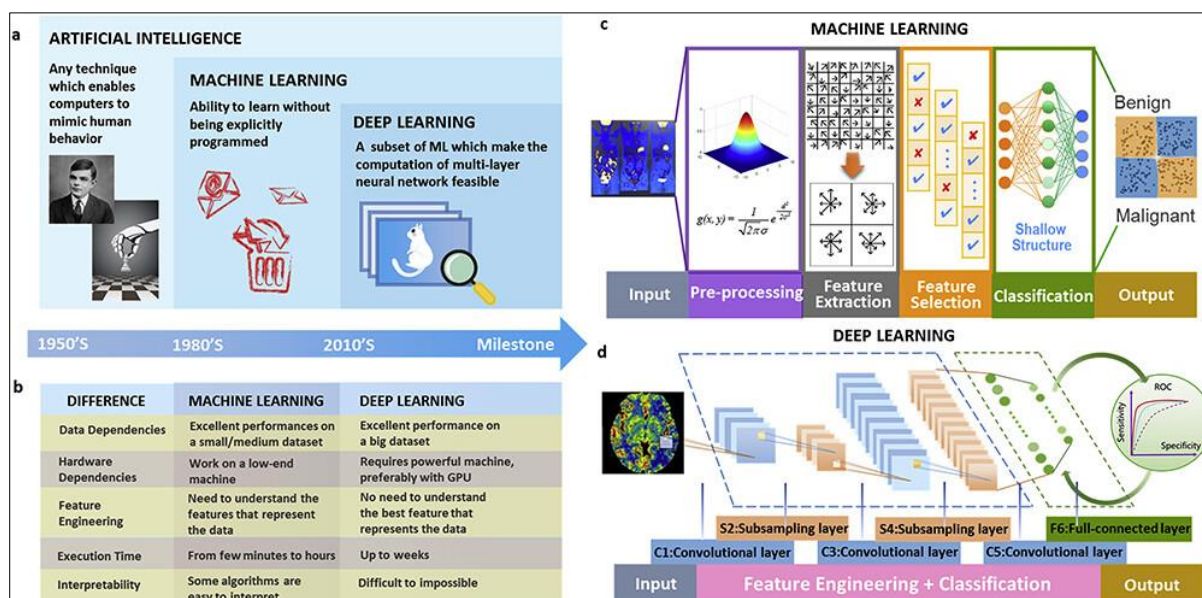 a
ARTIFICIAL INTELLIGENCE
Any technique
which enables
computers to
mimic human
behavior
MACHINE LEARNING
Ability to learn without
being explicitly
programmed
DEEP LEARNING
A subset of ML which make the
computation of multi-layer
neural network feasible
1950'S 1980'S 2010'S Milestone
b
DIFFERENCE MACHINE LEARNING DEEP LEARNING
Data Dependencies
Excellent performances on
a small/medium dataset
Excellent performance on
a big dataset
Hardware
Dependencies
Work on a low-end
machine
Requires powerful machine,
preferably with GPU
Feature
Engineering
Need to understand the
features that represent
the data
No need to understand
the best feature that
represents the data
Execution Time
From few minutes to hours
Up to weeks
Interpretability
Some algorithms are
easy to interpret
Difficult to impossible
c
MACHINE LEARNING
g(x, y) = 1 / √2πσ e
Shallow
Structure
Benign
Malignant
Input
Pre-processing
Feature
Extraction
Feature
Selection
Classification
Output
DEEP LEARNING
d
ROC
Sensitivity
Specificity
S2:Subsampling layer
S4:Subsampling layer
F6:Full-connected layer
C1:Convolutional layer
C3:Convolutional layer
C5:Convolutional layer
Input
Feature Engineering + Classification
Output